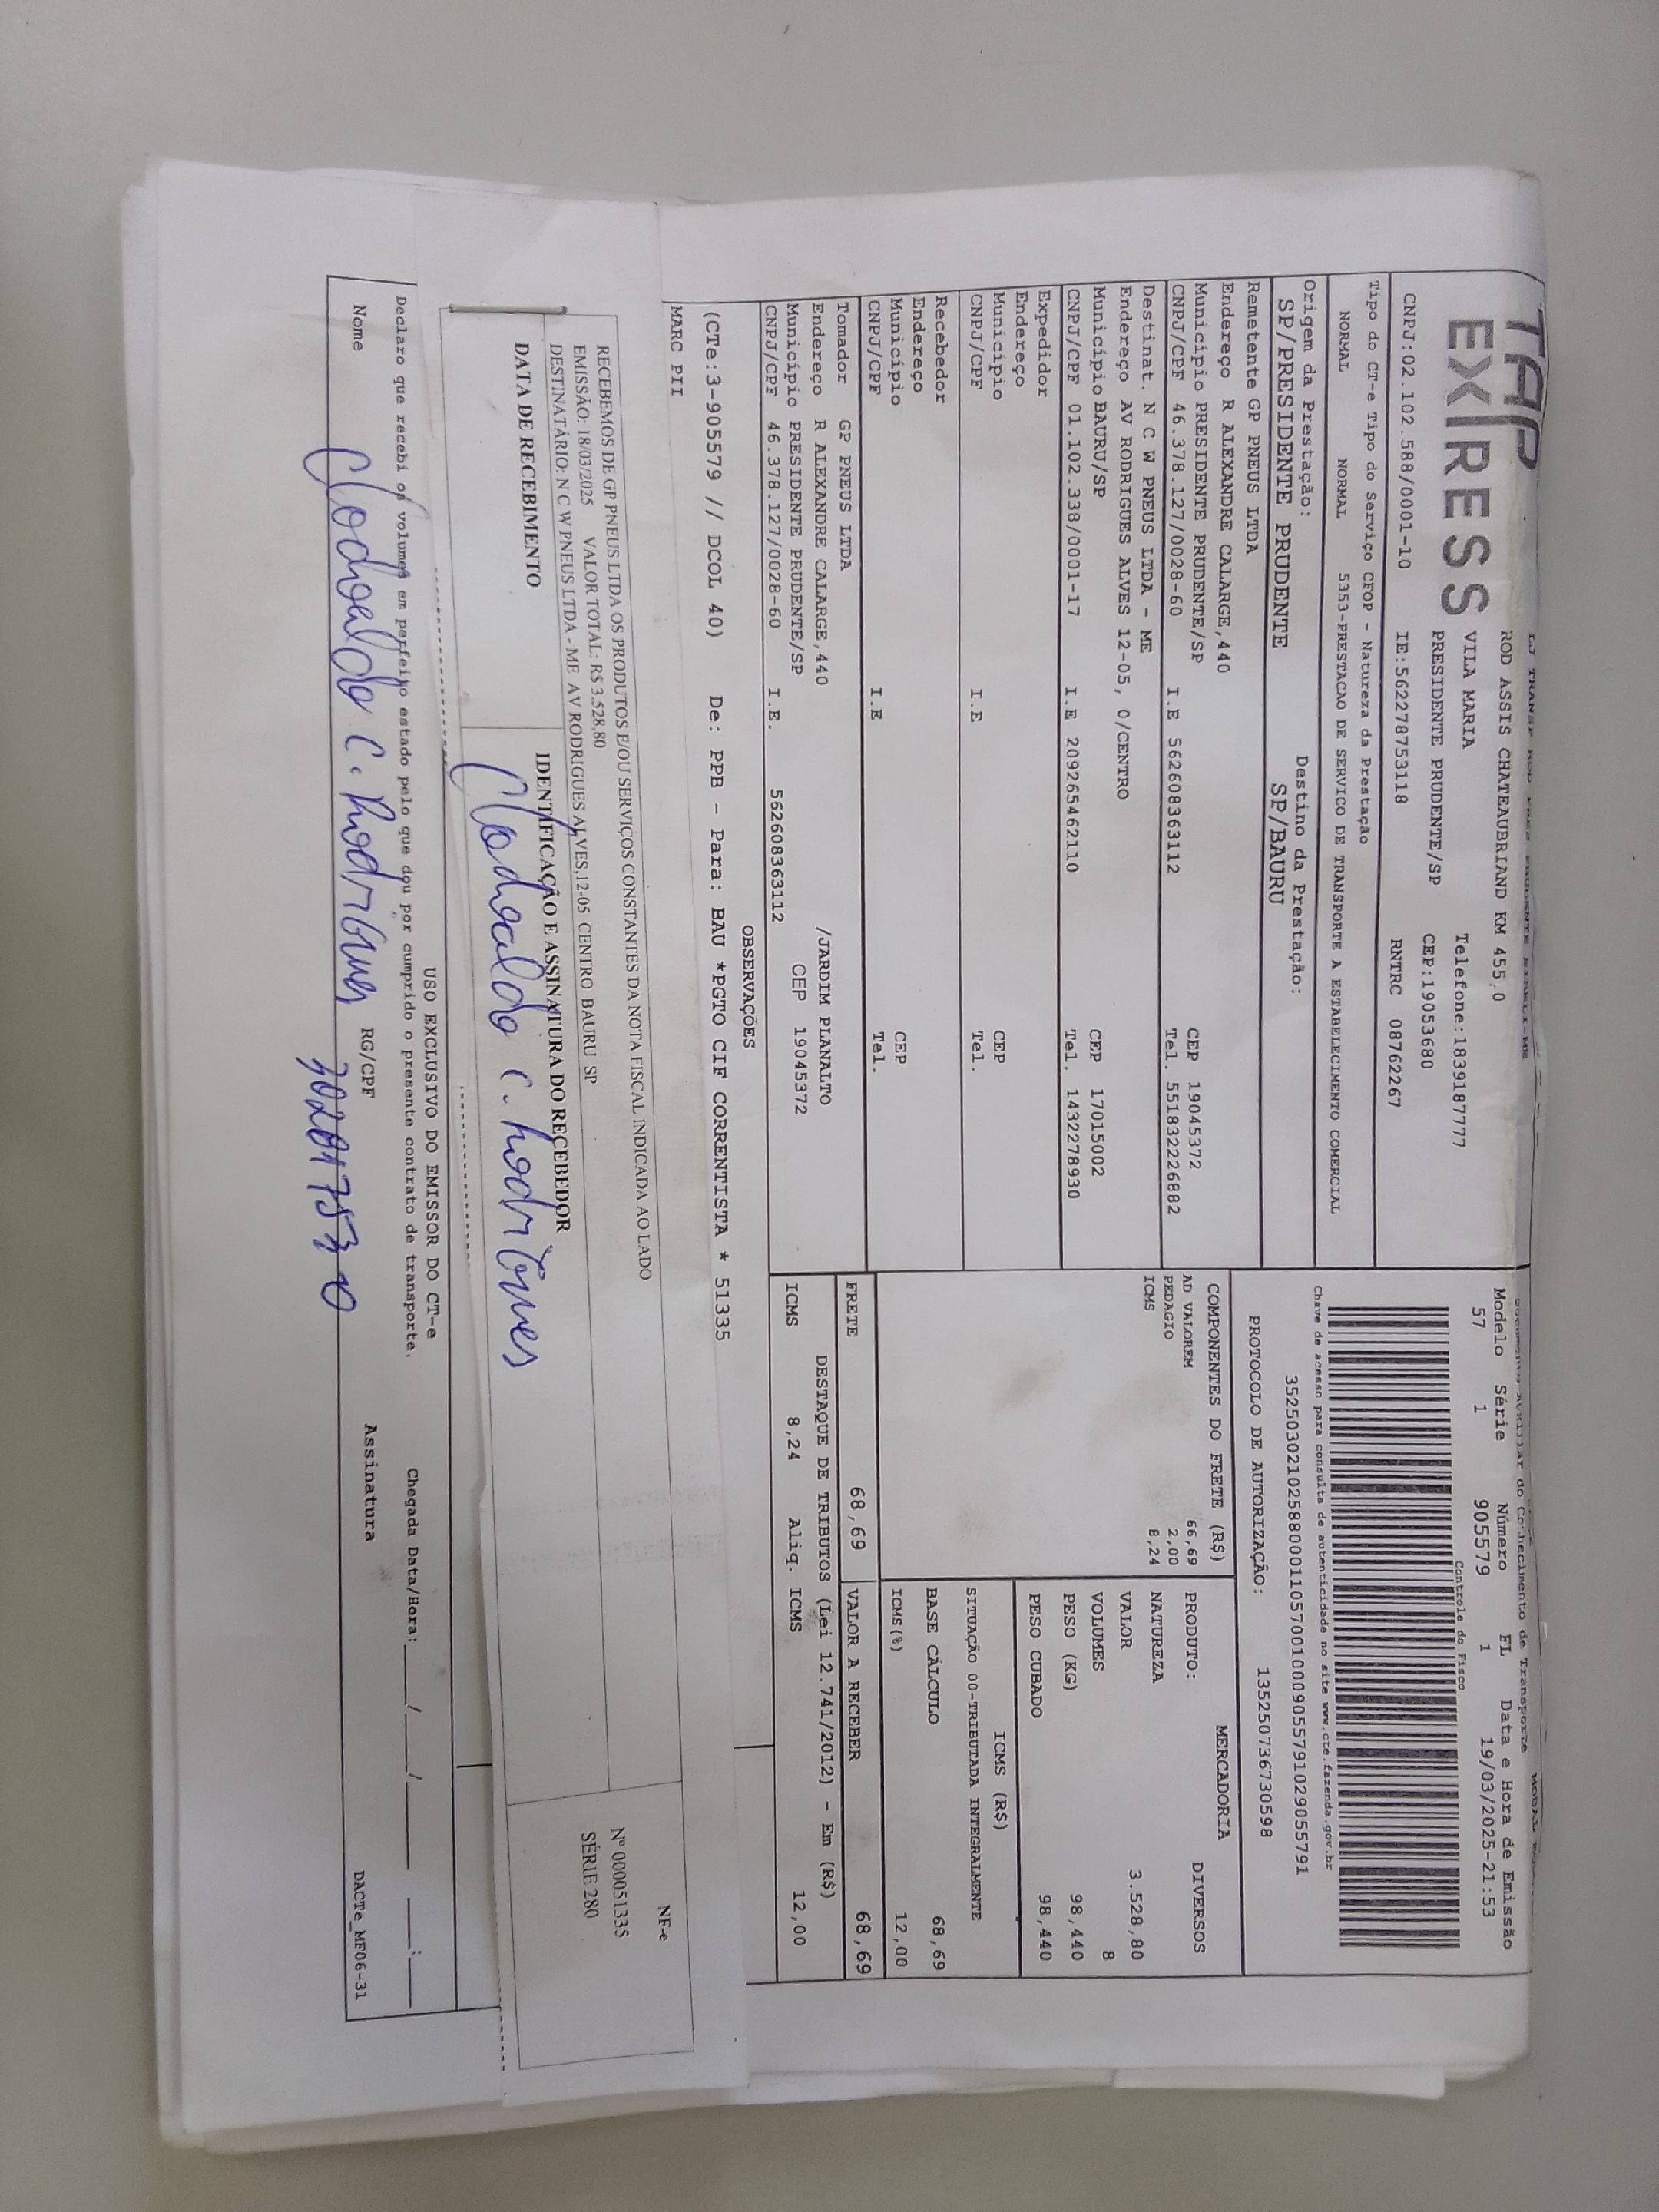 TAP
EXPRESS
ROD ASSIS CHATEAUBRIAND KM 455,0
VILA MARIA
Telefone:1839187777
PRESIDENTE PRUDENTE/SP
CEP:19053680
CNPJ:02.102.588/0001-10
IE:562278753118
RNTRC 08762267
Tipo do CT-e Tipo do Serviço CFOP - Natureza da Prestação
NORMAL NORMAL 5353-PRESTACAO DE SERVICO DE TRANSPORTE A ESTABELECIMENTO COMERCIAL
Origem da Prestação: Destino da Prestação:
SP/PRESIDENTE PRUDENTE SP/BAURU
Remetente GP PNEUS LTDA
Endereço R ALEXANDRE CALARGE,440
Município PRESIDENTE PRUDENTE/SP CEP 19045372
CNPJ/CPF 46.378.127/0028-60 I.E 562608363112 Tel. 5518322226882
Destinat. N C W PNEUS LTDA - ME
Endereço AV RODRIGUES ALVES 12-05, 0/CENTRO
Município BAURU/SP CEP 17015002
CNPJ/CPF 01.102.338/0001-17 I.E 209265462110 Tel. 1432278930
Expedidor
Endereço
Município CEP
CNPJ/CPF I.E Tel.
Recebedor
Endereço
Município CEP
CNPJ/CPF I.E Tel.
Tomador GP PNEUS LTDA
Endereço R ALEXANDRE CALARGE,440 /JARDIM PLANALTO
Município PRESIDENTE PRUDENTE/SP CEP 19045372
CNPJ/CPF 46.378.127/0028-60 I.E. 562608363112
do Conhecimento de Transporte
Modelo Série Número FL Data e Hora de Emissão
57 1 905579 1 19/03/2025-21:53
Controle do Fisco
Chave de acesso para consulta de autenticidade no site www.cte.fazenda.gov.br
35250302102588000110570010009055791029055791
PROTOCOLO DE AUTORIZAÇÃO: 135250736730598
COMPONENTES DO FRETE (R$)
AD VALOREM 66,69
PEDAGIO 2,00
ICMS 8,24
MERCADORIA
PRODUTO: DIVERSOS
NATUREZA
VALOR 3.528,80
VOLUMES 8
PESO (KG) 98,440
PESO CUBADO 98,440
ICMS (R$)
SITUAÇÃO 00-TRIBUTADA INTEGRALMENTE
BASE CÁLCULO 68,69
ICMS(%) 12,00
FRETE 68,69 VALOR A RECEBER 68,69
DESTAQUE DE TRIBUTOS (Lei 12.741/2012) - Em (R$)
ICMS 8,24 Aliq. ICMS 12,00
OBSERVAÇÕES
(CTe:3-905579 // DCOL 40) De: PPB - Para: BAU *PGTO CIF CORRENTISTA * 51335
MARC PII
RECEBEMOS DE GP PNEUS LTDA OS PRODUTOS E/OU SERVIÇOS CONSTANTES DA NOTA FISCAL INDICADA AO LADO
EMISSÃO: 18/03/2025 VALOR TOTAL: R$ 3.528,80
DESTINATÁRIO: N C W PNEUS LTDA - ME AV RODRIGUES ALVES,12-05 CENTRO BAURU SP
DATA DE RECEBIMENTO
IDENTIFICAÇÃO E ASSINATURA DO RECEBEDOR
Clodoaldo C. Rodrigues
NF-e
Nº 000051335
SÉRIE 280
USO EXCLUSIVO DO EMISSOR DO CT-e
Declaro que recebi os volumes em perfeito estado pelo que dou por cumprido o presente contrato de transporte. Chegada Data/Hora:____/____/______ ___:___
Nome Clodoaldo C. Rodrigues RG/CPF Assinatura
DACTe_MF06-31